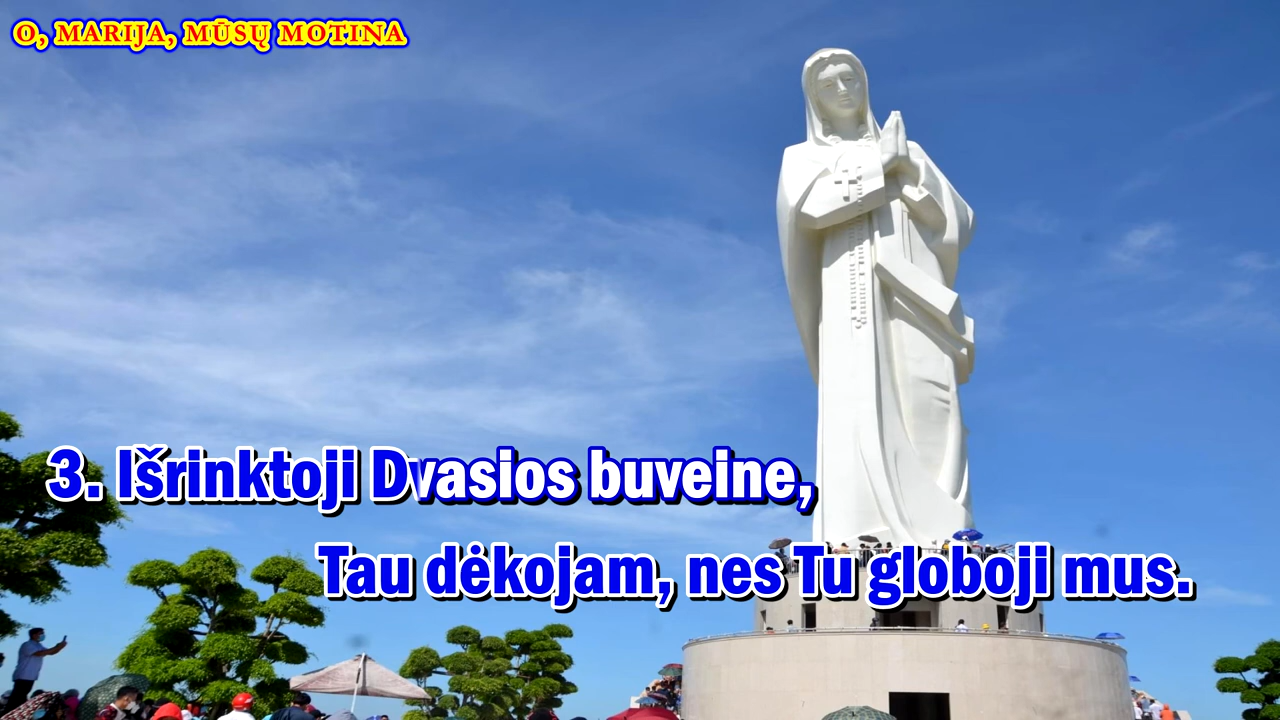 O, MARIJA, MŪSŲ MOTINA
3. Išrinktoji Dvasios buveine,
Tau dėkojam, nes Tu globoji mus.